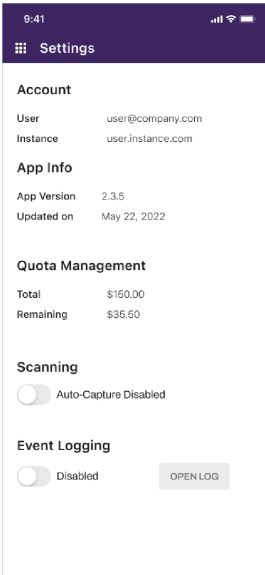 9:41
Settings
Account
User user@company.com
Instance user.instance.com
App Info
App Version 2.3.5
Updated on May 22, 2022
Quota Management
Total $150.00
Remaining $35.50
Scanning
Auto-Capture Disabled
Event Logging
Disabled OPEN LOG